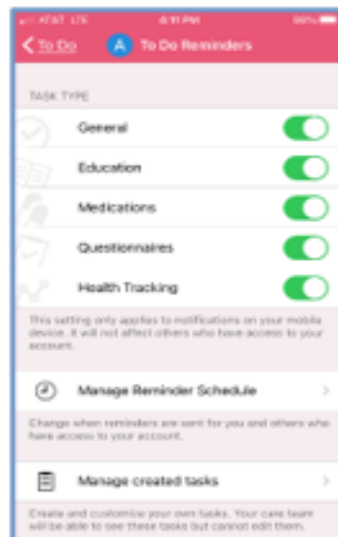 AT&T LTE 4:11 PM
To Do A To Do Reminders
TASK TYPE
General
Education
Medications
Questionnaires
Health Tracking
This setting only applies to notifications on your mobile
device. It will not affect others who have access to your
account.
Manage Reminder Schedule
Change when reminders are sent for you and others who
have access to your account.
Manage created tasks
Create and customize your own tasks. Your care team
will be able to see these tasks but cannot edit them.